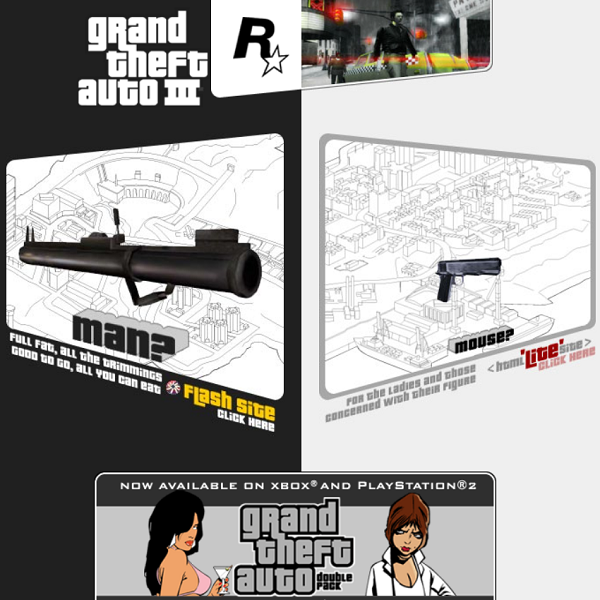 grand
theft
auto III
R
PA
man?
FULL FAT, ALL THE TRIMMINGS
GOOD TO GO, ALL YOU CAN EAT
Flash Site
CLICK HERE
mouse?
<html 'Lite' site>
CLICK HERE
FOR THE LADIES AND THOSE
CONCERNED WITH THEIR FIGURE
NOW AVAILABLE ON XBOX® AND PLAYSTATION®2
grand
theft
auto
DOUBLE
PACK